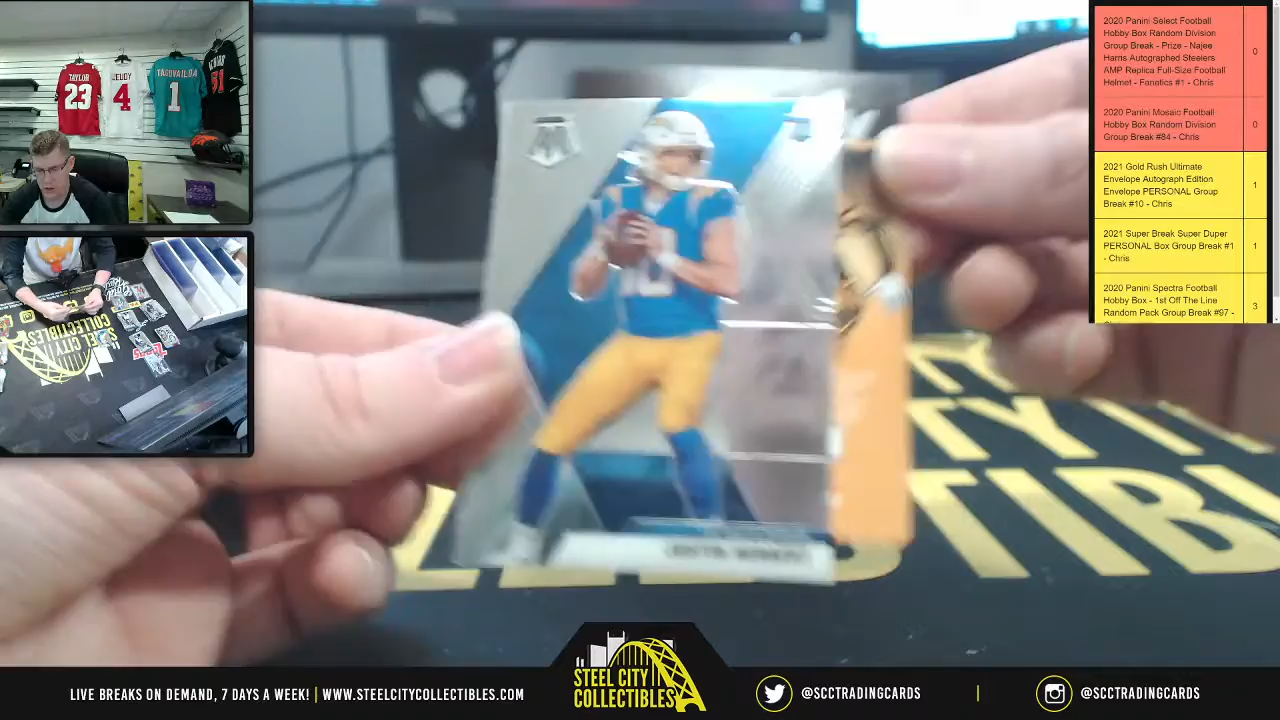 TAYLOR
23
JEUDY
4
TAGOVAILOA
1
51
STEEL CITY
COLLECTIBLES
10
2020 Panini Select Football
Hobby Box Random Division
Group Break - Prize - Najee
Harris Autographed Steelers
AMP Replica Full-Size Football
Helmet - Fanatics #1 - Chris
0
2020 Panini Mosaic Football
Hobby Box Random Division
Group Break #84 - Chris
0
2021 Gold Rush Ultimate
Envelope Autograph Edition
Envelope PERSONAL Group
Break #10 - Chris
1
2021 Super Break Super Duper
PERSONAL Box Group Break #1
- Chris
1
2020 Panini Spectra Football
Hobby Box - 1st Off The Line
Random Pack Group Break #97 -
3
LIVE BREAKS ON DEMAND, 7 DAYS A WEEK! | WWW.STEELCITYCOLLECTIBLES.COM
STEEL CITY
COLLECTIBLES
@SCCTRADINGCARDS
@SCCTRADINGCARDS